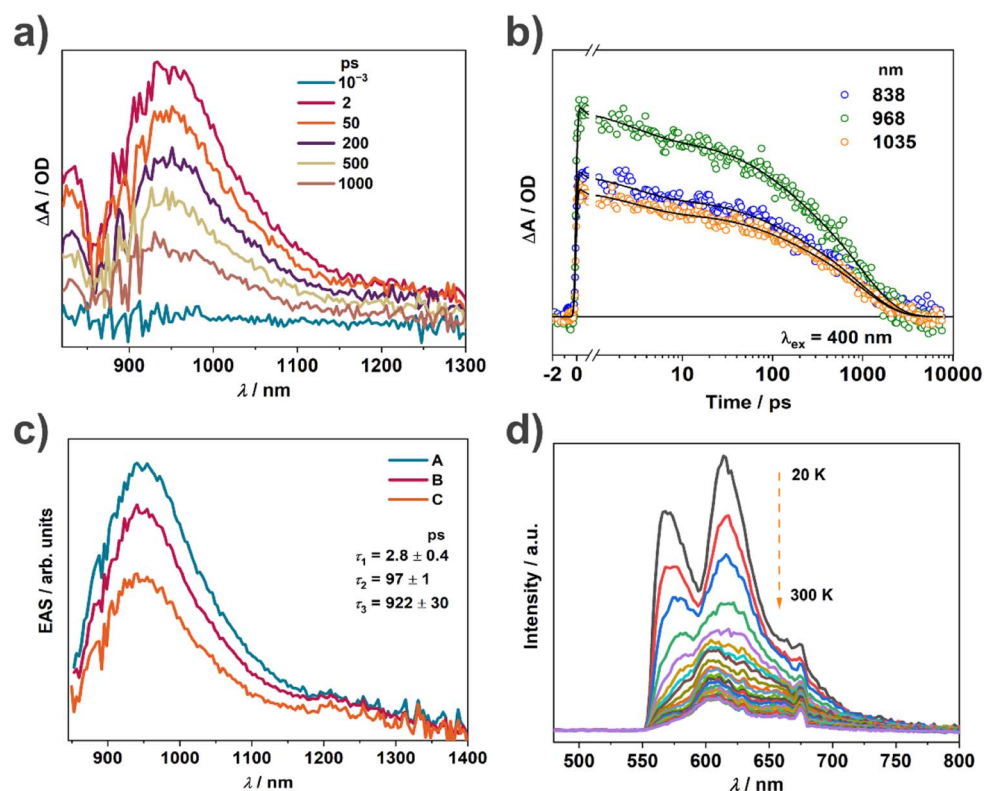 a)
ΔA / OD
ps
10⁻³
2
50
200
500
1000
900 1000 1100 1200 1300
λ / nm
b)
ΔA / OD
nm
838
968
1035
λex = 400 nm
-2 0 10 100 1000 10000
Time / ps
c)
EAS / arb. units
A
B
C
ps
τ1 = 2.8 ± 0.4
τ2 = 97 ± 1
τ3 = 922 ± 30
900 1000 1100 1200 1300 1400
λ / nm
d)
Intensity / a.u.
20 K
300 K
500 550 600 650 700 750 800
λ / nm